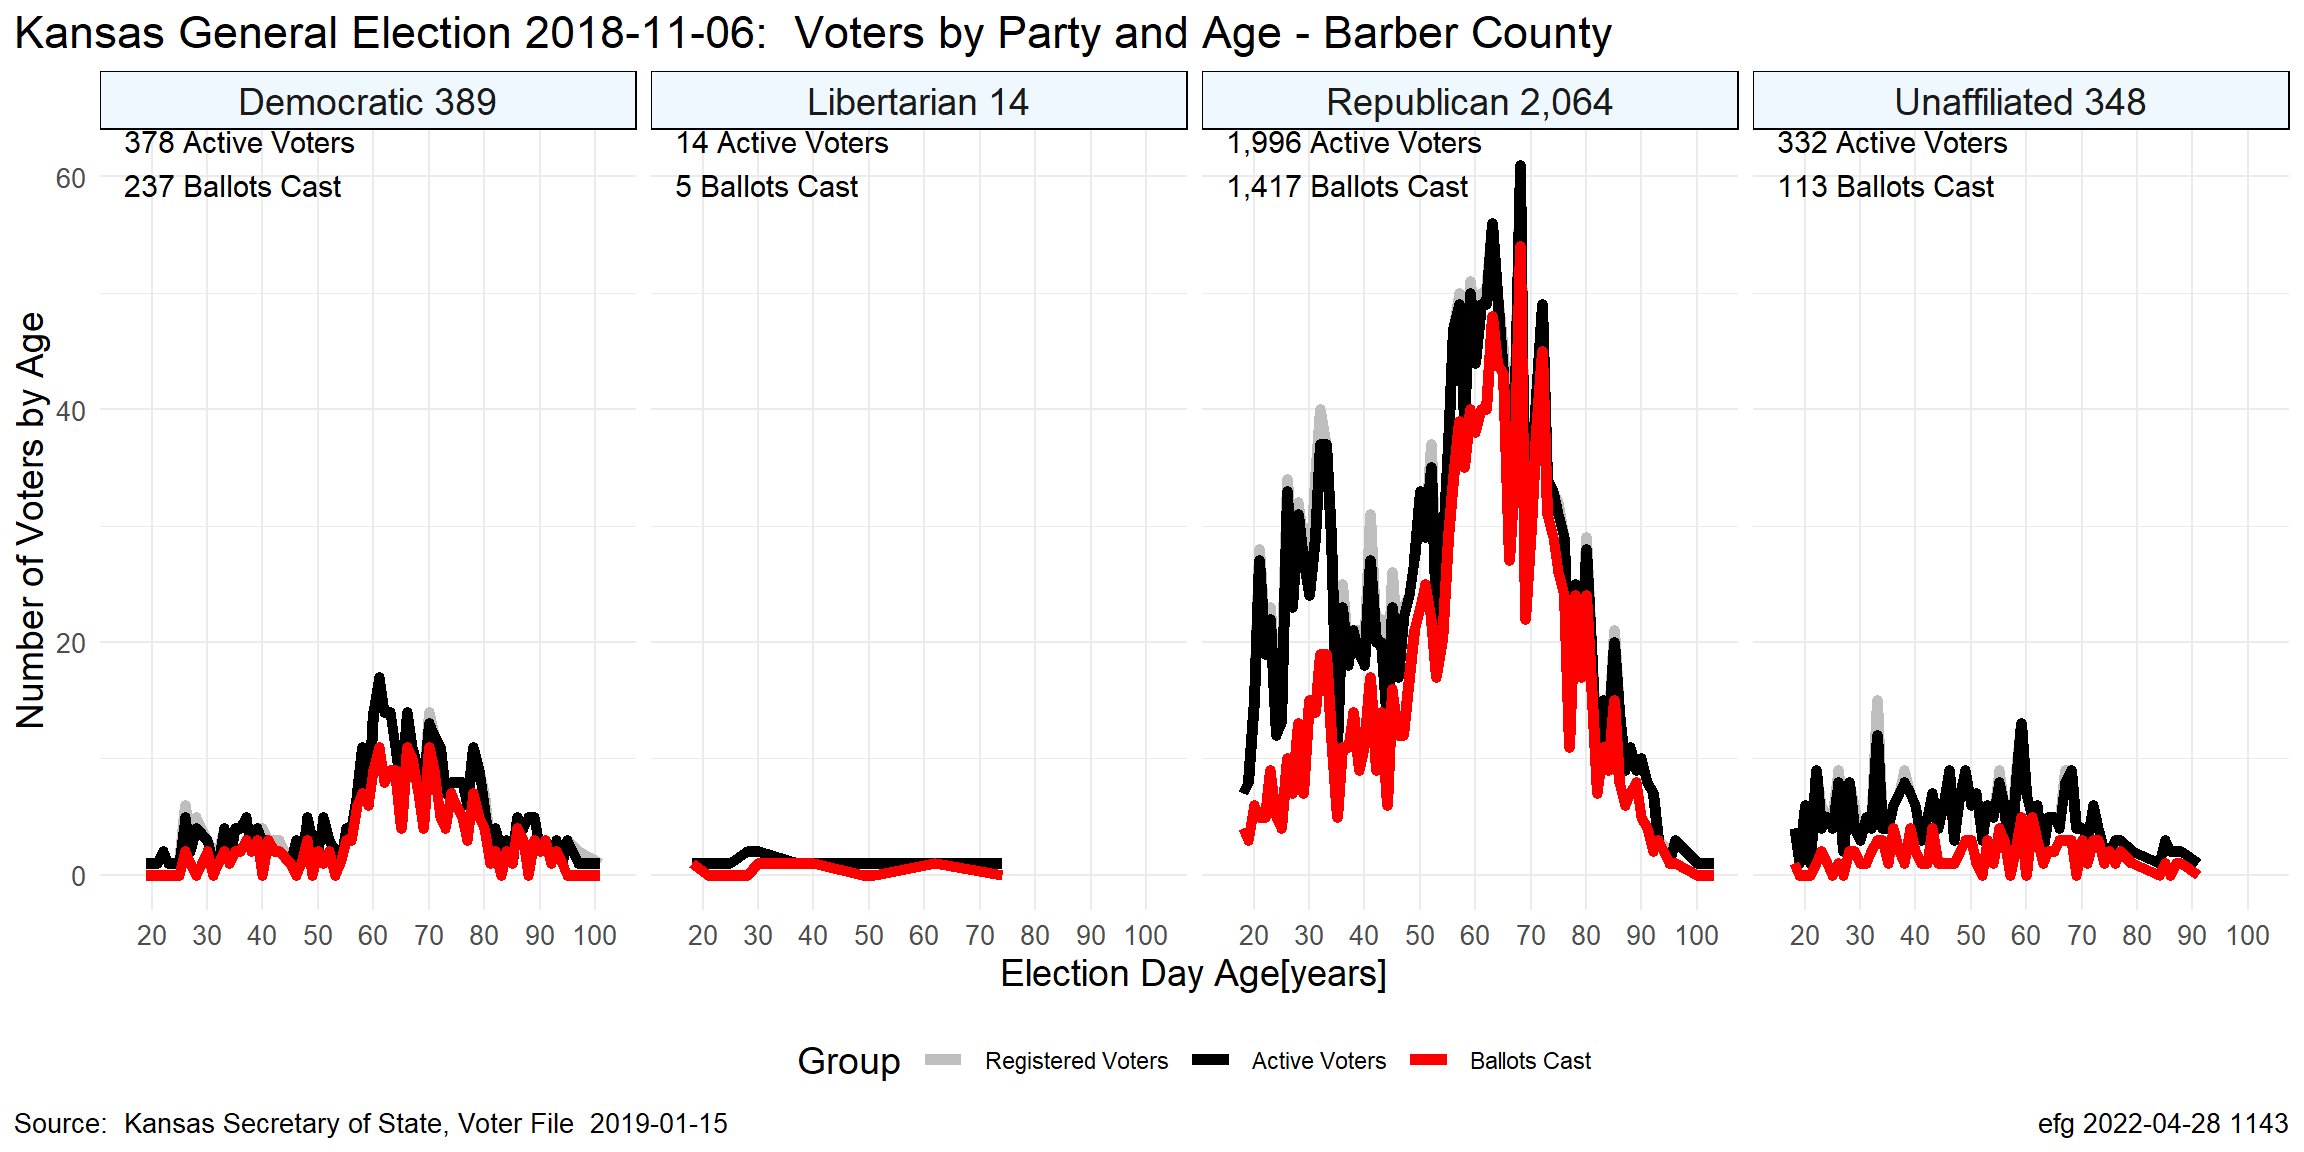 Kansas General Election 2018-11-06:  Voters by Party and Age - Barber County
Democratic 389
Libertarian 14
Republican 2,064
Unaffiliated 348
378 Active Voters
237 Ballots Cast
14 Active Voters
5 Ballots Cast
1,996 Active Voters
1,417 Ballots Cast
332 Active Voters
113 Ballots Cast
Number of Voters by Age
60
40
20
0
20 30 40 50 60 70 80 90 100
20 30 40 50 60 70 80 90 100
20 30 40 50 60 70 80 90 100
20 30 40 50 60 70 80 90 100
Election Day Age[years]
Group Registered Voters Active Voters Ballots Cast
Source:  Kansas Secretary of State, Voter File  2019-01-15
efg 2022-04-28 1143